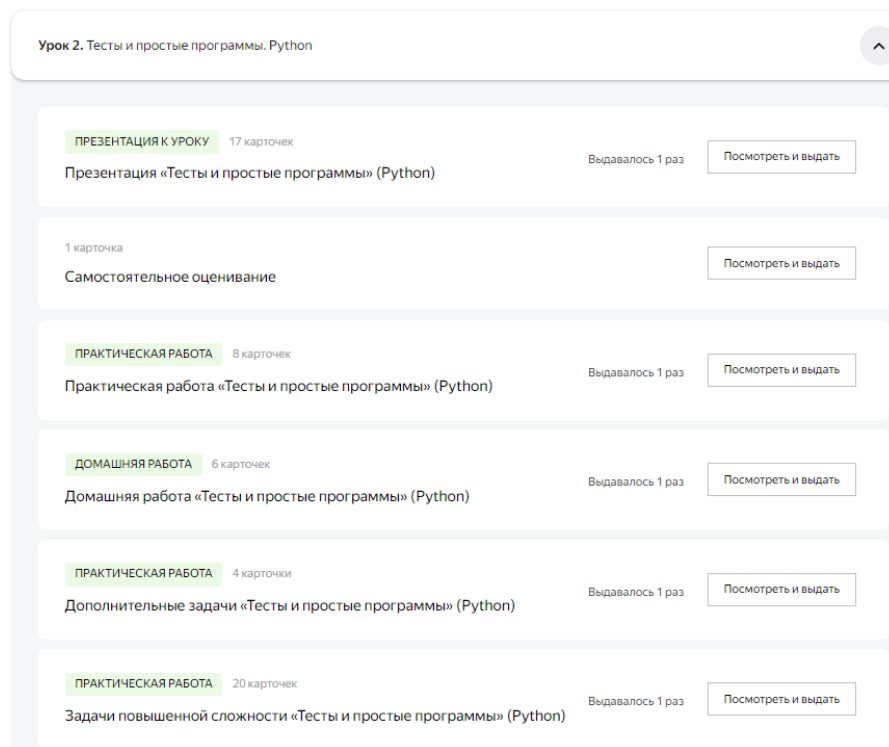 Урок 2. Тесты и простые программы. Python
ПРЕЗЕНТАЦИЯ К УРОКУ 17 карточек
Презентация «Тесты и простые программы» (Python)
Выдавалось 1 раз
Посмотреть и выдать
1 карточка
Самостоятельное оценивание
Посмотреть и выдать
ПРАКТИЧЕСКАЯ РАБОТА 8 карточек
Практическая работа «Тесты и простые программы» (Python)
Выдавалось 1 раз
Посмотреть и выдать
ДОМАШНЯЯ РАБОТА 6 карточек
Домашняя работа «Тесты и простые программы» (Python)
Выдавалось 1 раз
Посмотреть и выдать
ПРАКТИЧЕСКАЯ РАБОТА 4 карточки
Дополнительные задачи «Тесты и простые программы» (Python)
Выдавалось 1 раз
Посмотреть и выдать
ПРАКТИЧЕСКАЯ РАБОТА 20 карточек
Задачи повышенной сложности «Тесты и простые программы» (Python)
Выдавалось 1 раз
Посмотреть и выдать